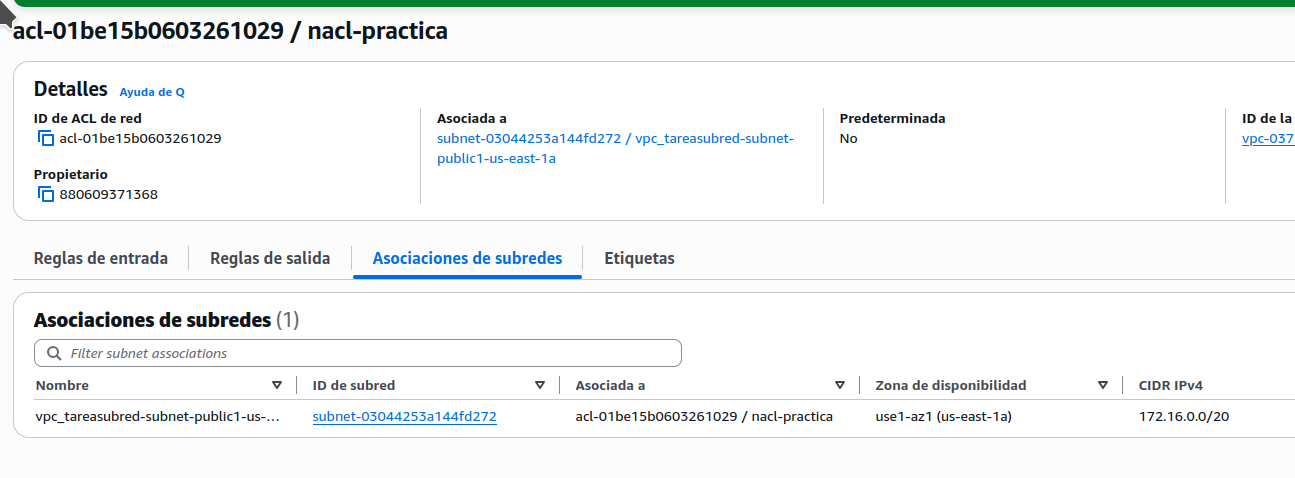 acl-01be15b0603261029 / nacl-practica
Detalles Ayuda de Q
ID de ACL de red
acl-01be15b0603261029
Propietario
880609371368
Asociada a
subnet-03044253a144fd272 / vpc_tareasubred-subnet-
public1-us-east-1a
Predeterminada
No
ID de la
vpc-037
Reglas de entrada Reglas de salida Asociaciones de subredes Etiquetas
Asociaciones de subredes (1)
Filter subnet associations
Nombre ID de subred Asociada a Zona de disponibilidad CIDR IPv4
vpc_tareasubred-subnet-public1-us-... subnet-03044253a144fd272 acl-01be15b0603261029 / nacl-practica use1-az1 (us-east-1a) 172.16.0.0/20